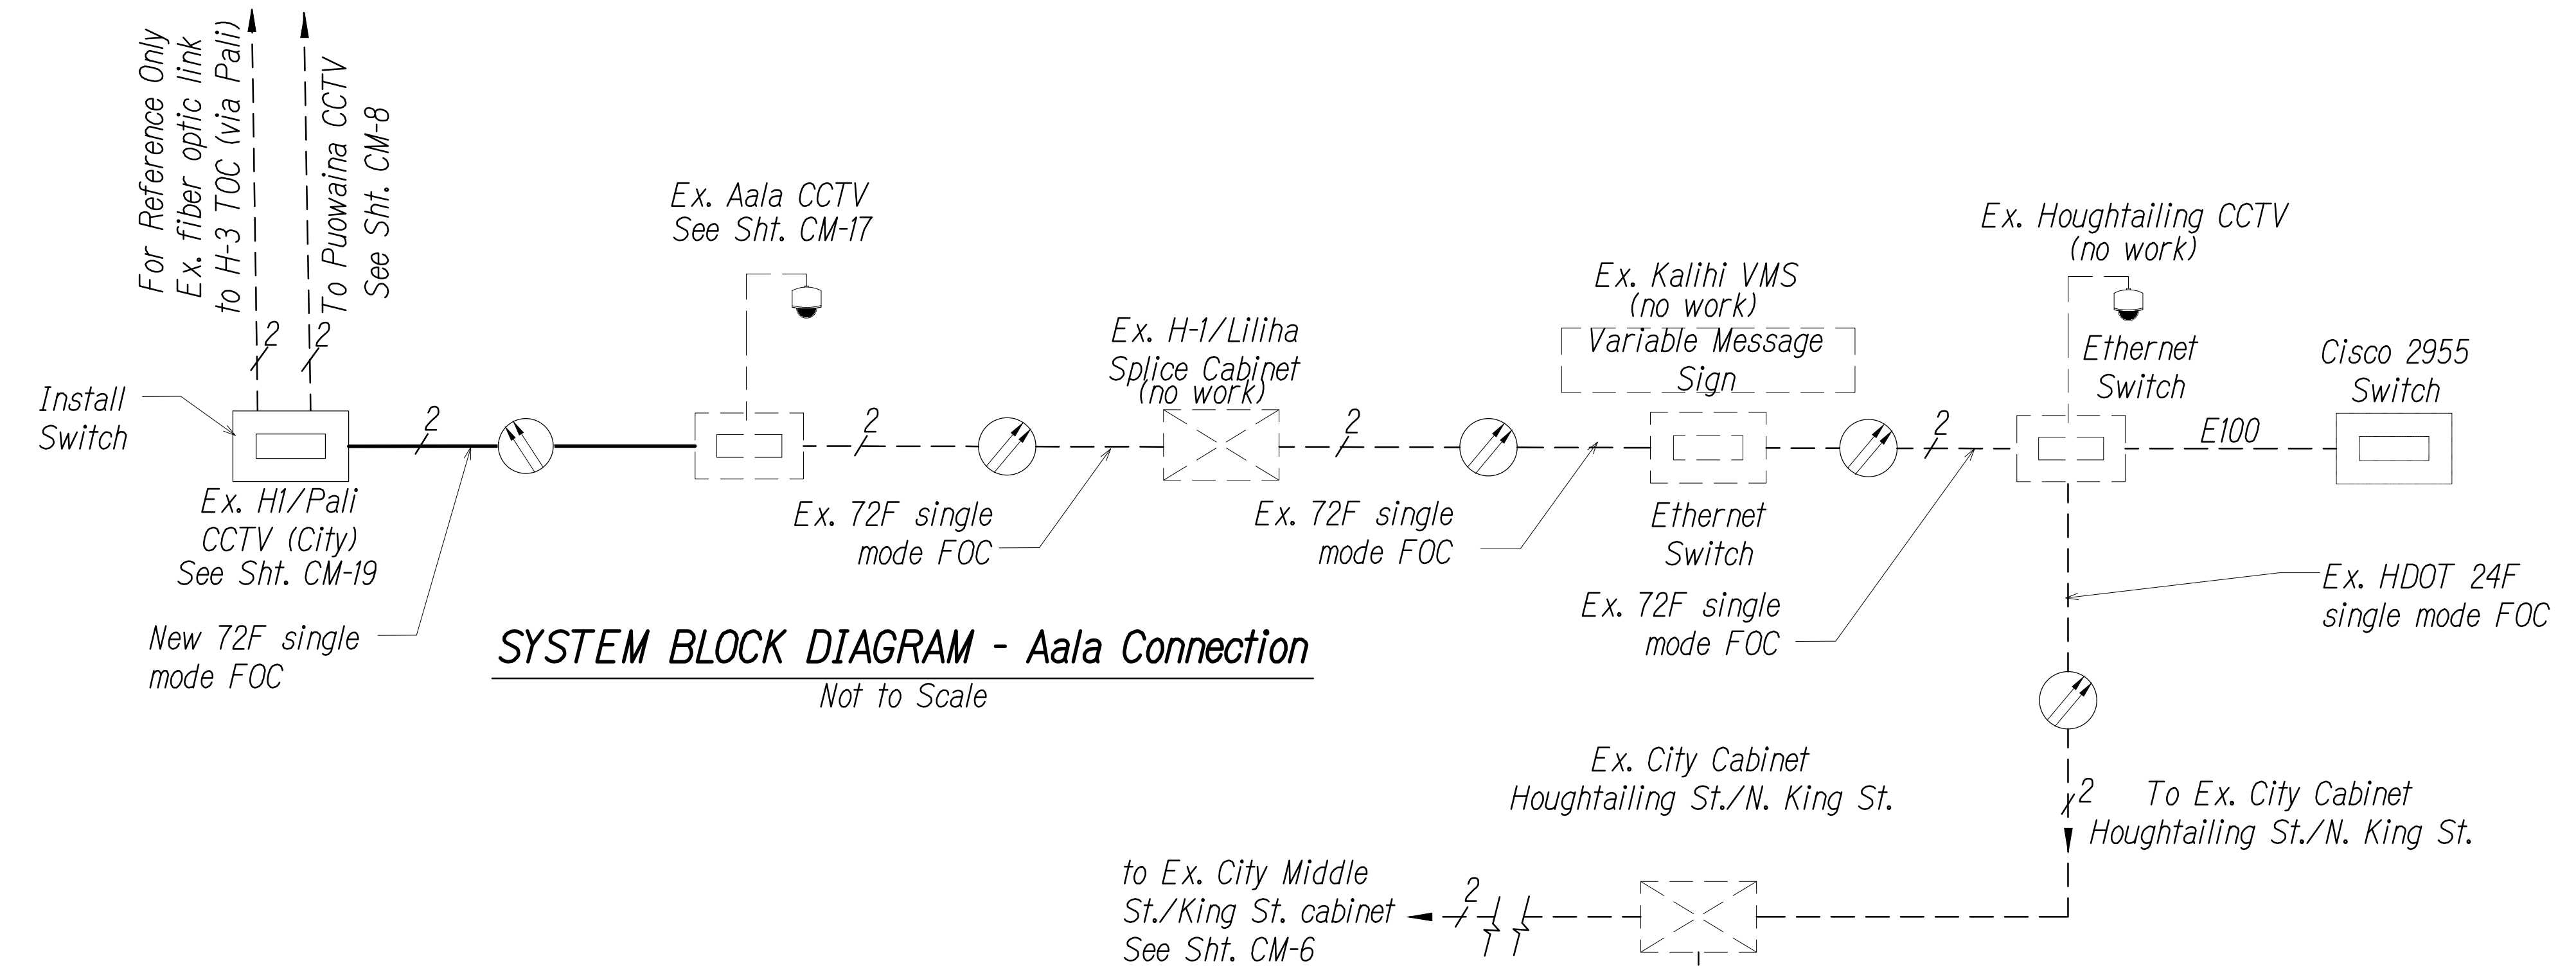 For Reference Only
Ex. fiber optic link
to H-3 TOC (via Pali)
To Puowaina CCTV
See Sht. CM-8
2
2
Install
Switch
Ex. H1/Pali
CCTV (City)
See Sht. CM-19
New 72F single
mode FOC
2
Ex. Aala CCTV
See Sht. CM-17
2
Ex. 72F single
mode FOC
Ex. H-1/Liliha
Splice Cabinet
(no work)
2
Ex. 72F single
mode FOC
Ex. Kalihi VMS
(no work)
Variable Message
Sign
Ethernet
Switch
2
Ex. 72F single
mode FOC
Ex. Houghtailing CCTV
(no work)
Ethernet
Switch
E100
Cisco 2955
Switch
Ex. HDOT 24F
single mode FOC
SYSTEM BLOCK DIAGRAM - Aala Connection
Not to Scale
2
To Ex. City Cabinet
Houghtailing St./N. King St.
Ex. City Cabinet
Houghtailing St./N. King St.
2
to Ex. City Middle
St./King St. cabinet
See Sht. CM-6